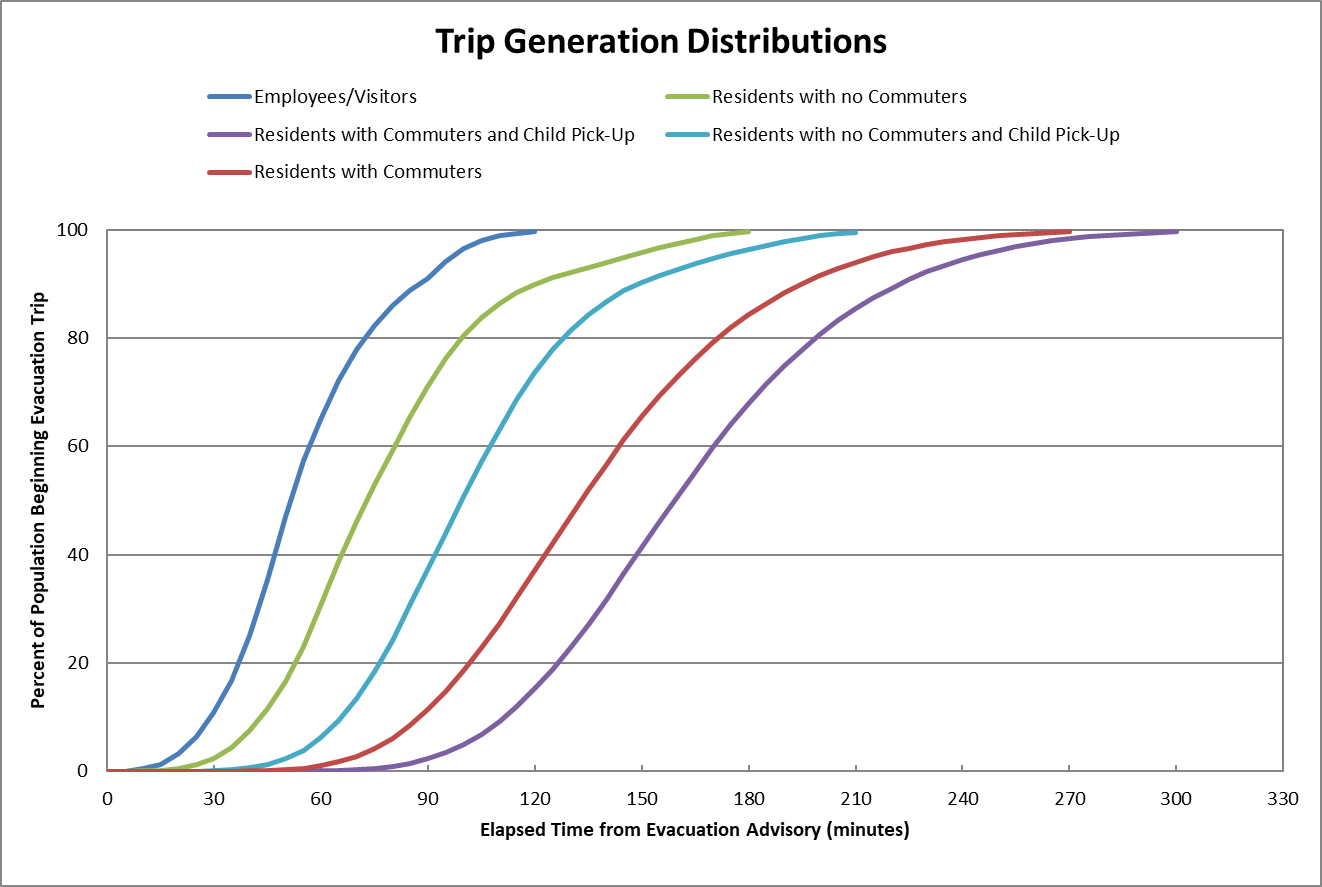 Trip Generation Distributions
Employees/Visitors
Residents with no Commuters
Residents with Commuters and Child Pick-Up
Residents with no Commuters and Child Pick-Up
Residents with Commuters
100
80
60
40
20
0
Percent of Population Beginning Evacuation Trip
0 30 60 90 120 150 180 210 240 270 300 330
Elapsed Time from Evacuation Advisory (minutes)